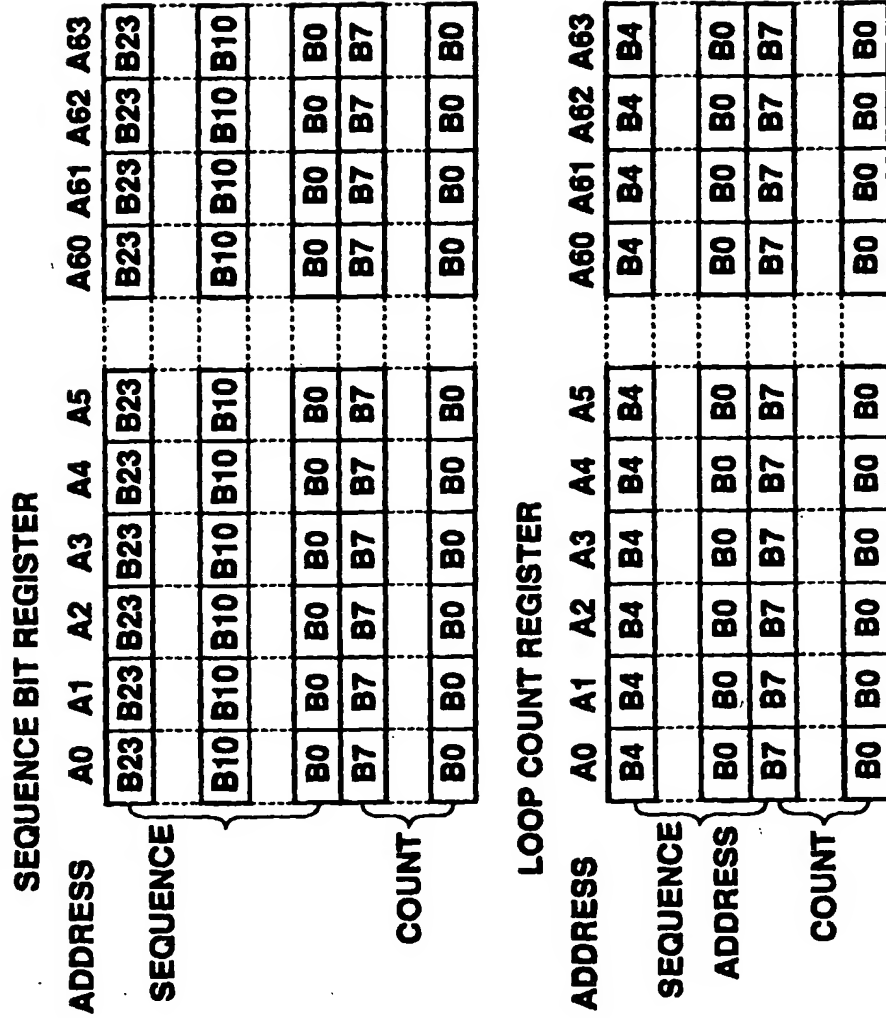 SEQUENCE BIT REGISTER
ADDRESS A0 A1 A2 A3 A4 A5 A60 A61 A62 A63
SEQUENCE
B23 B23 B23 B23 B23 B23 B23 B23 B23 B23
B10 B10 B10 B10 B10 B10 B10 B10 B10 B10
B0 B0 B0 B0 B0 B0 B0 B0 B0 B0
COUNT
B7 B7 B7 B7 B7 B7 B7 B7 B7 B7
B0 B0 B0 B0 B0 B0 B0 B0 B0 B0
LOOP COUNT REGISTER
ADDRESS A0 A1 A2 A3 A4 A5 A60 A61 A62 A63
SEQUENCE
ADDRESS
B4 B4 B4 B4 B4 B4 B4 B4 B4 B4
B0 B0 B0 B0 B0 B0 B0 B0 B0 B0
COUNT
B7 B7 B7 B7 B7 B7 B7 B7 B7 B7
B0 B0 B0 B0 B0 B0 B0 B0 B0 B0